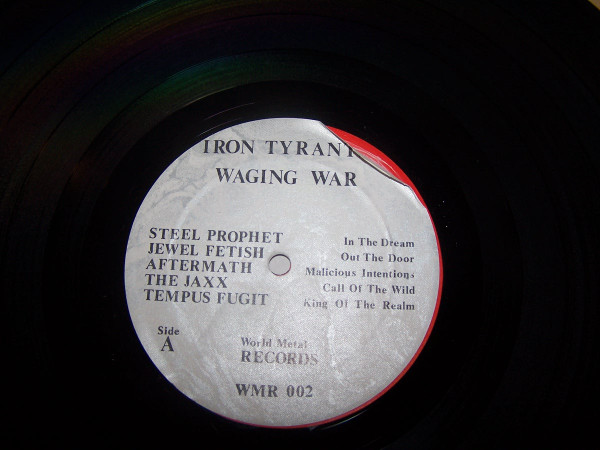 IRON TYRANT
WAGING WAR
STEEL PROPHET In The Dream
JEWEL FETISH Out The Door
AFTERMATH Malicious Intentions
THE JAXX Call Of The Wild
TEMPUS FUGIT King Of The Realm
Side
A
World Metal
RECORDS
WMR 002